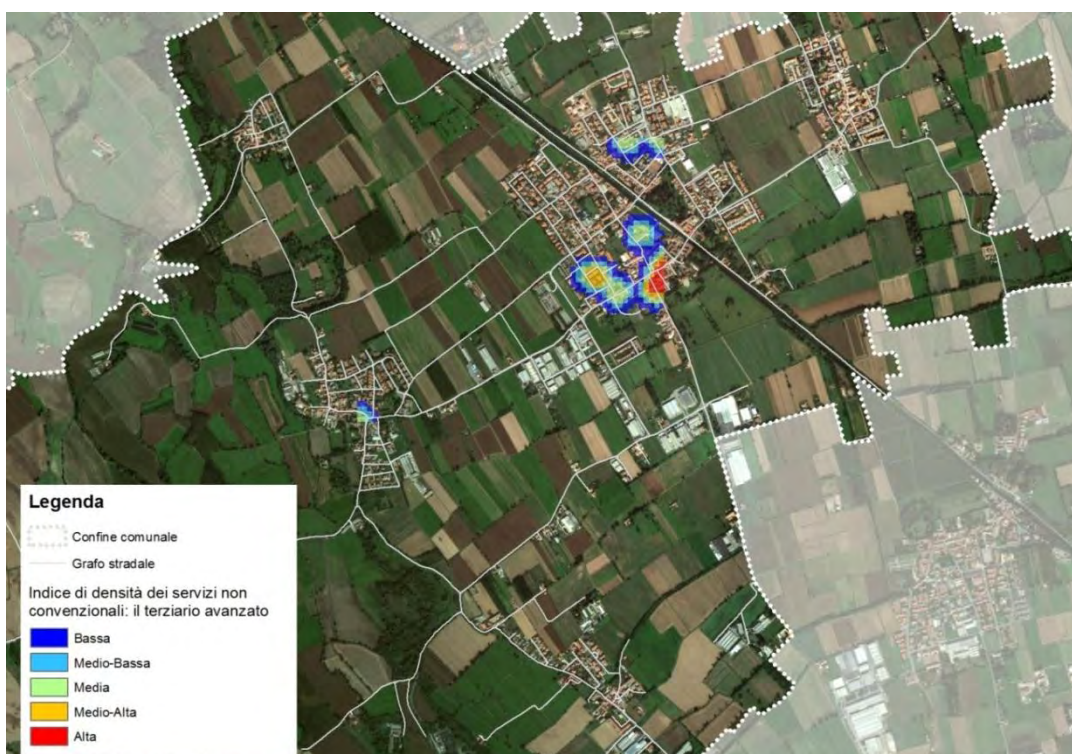 Legenda
Confine comunale
Grafo stradale
Indice di densità dei servizi non
convenzionali: il terziario avanzato
Bassa
Medio-Bassa
Media
Medio-Alta
Alta